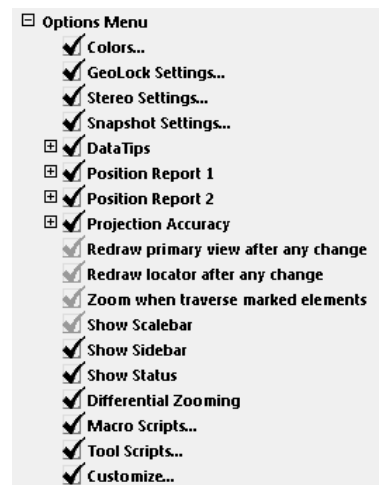 Options Menu
Colors...
GeoLock Settings...
Stereo Settings...
Snapshot Settings...
DataTips
Position Report 1
Position Report 2
Projection Accuracy
Redraw primary view after any change
Redraw locator after any change
Zoom when traverse marked elements
Show Scalebar
Show Sidebar
Show Status
Differential Zooming
Macro Scripts...
Tool Scripts...
Customize...